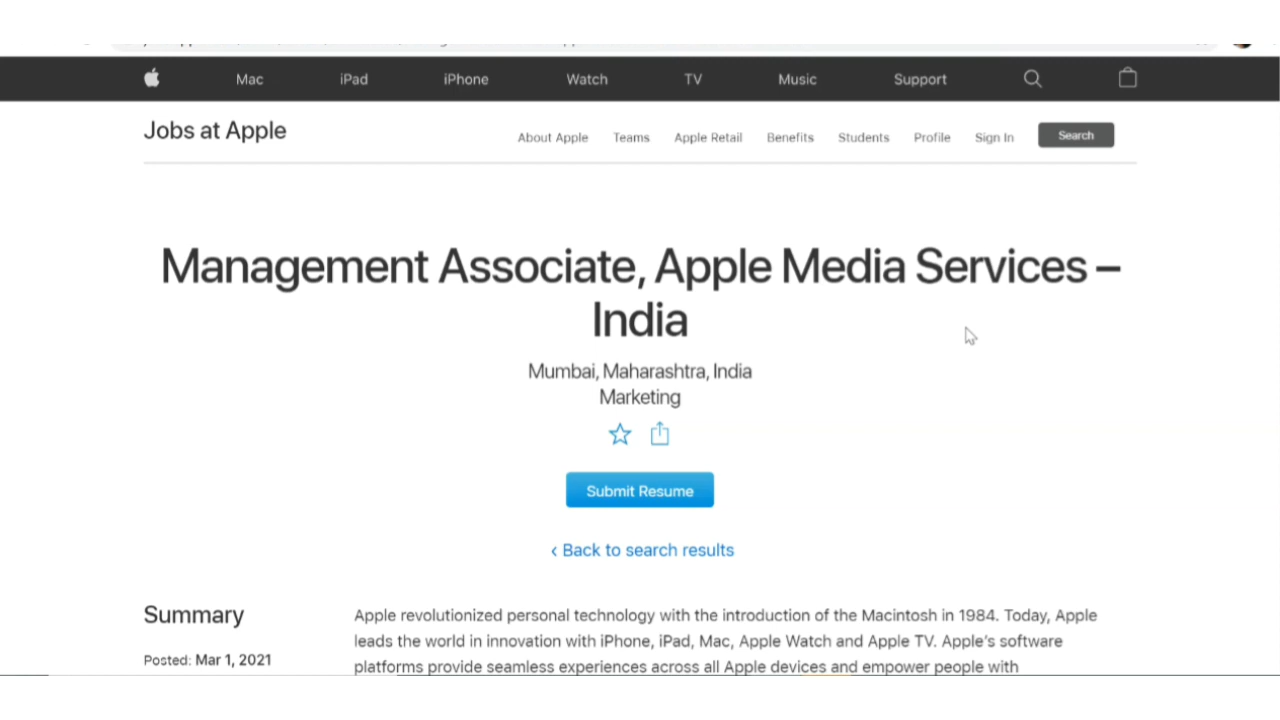 Mac iPad iPhone Watch TV Music Support
Jobs at Apple
About Apple Teams Apple Retail Benefits Students Profile Sign In Search
Management Associate, Apple Media Services –
India
Mumbai, Maharashtra, India
Marketing
Submit Resume
‹ Back to search results
Summary
Apple revolutionized personal technology with the introduction of the Macintosh in 1984. Today, Apple
leads the world in innovation with iPhone, iPad, Mac, Apple Watch and Apple TV. Apple's software
Posted: Mar 1, 2021
platforms provide seamless experiences across all Apple devices and empower people with